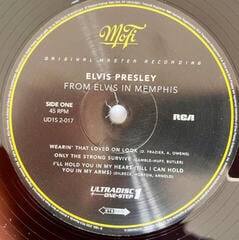 MoFi
ORIGINAL MASTER RECORDING
ELVIS PRESLEY
FROM ELVIS IN MEMPHIS
SIDE ONE
45 RPM
UD1S 2-017
RCA
WEARIN' THAT LOVED ON LOOK (D. FRAZIER, A. OWENS)
ONLY THE STRONG SURVIVE (GAMBLE-HUFF, BUTLER)
I'LL HOLD YOU IN MY HEART (TILL I CAN HOLD
YOU IN MY ARMS) (DILBECK, HORTON, ARNOLD)
ULTRADISC
ONE-STEP
1